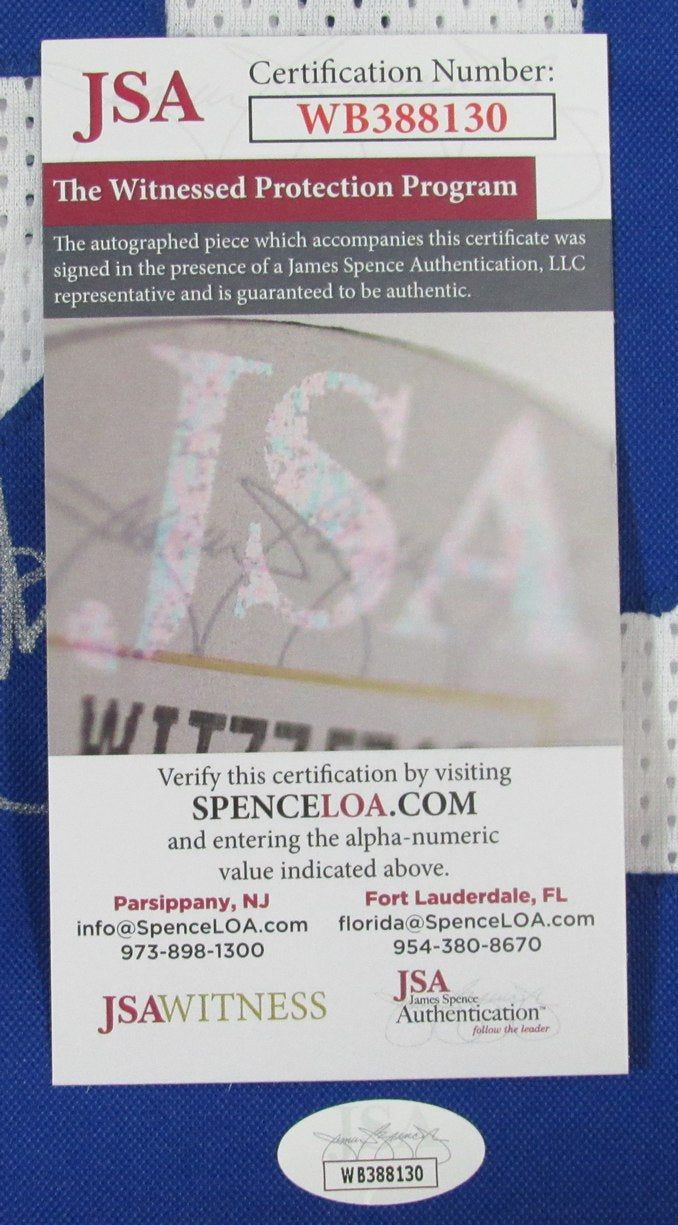 JSA
Certification Number:
WB388130
The Witnessed Protection Program
The autographed piece which accompanies this certificate was
signed in the presence of a James Spence Authentication, LLC
representative and is guaranteed to be authentic.
JSA
Verify this certification by visiting
SPENCELOA.COM
and entering the alpha-numeric
value indicated above.
Parsippany, NJ
info@SpenceLOA.com
973-898-1300
Fort Lauderdale, FL
florida@SpenceLOA.com
954-380-8670
JSAWITNESS
JSA
James Spence
Authentication™
follow the leader
JSA
WB388130